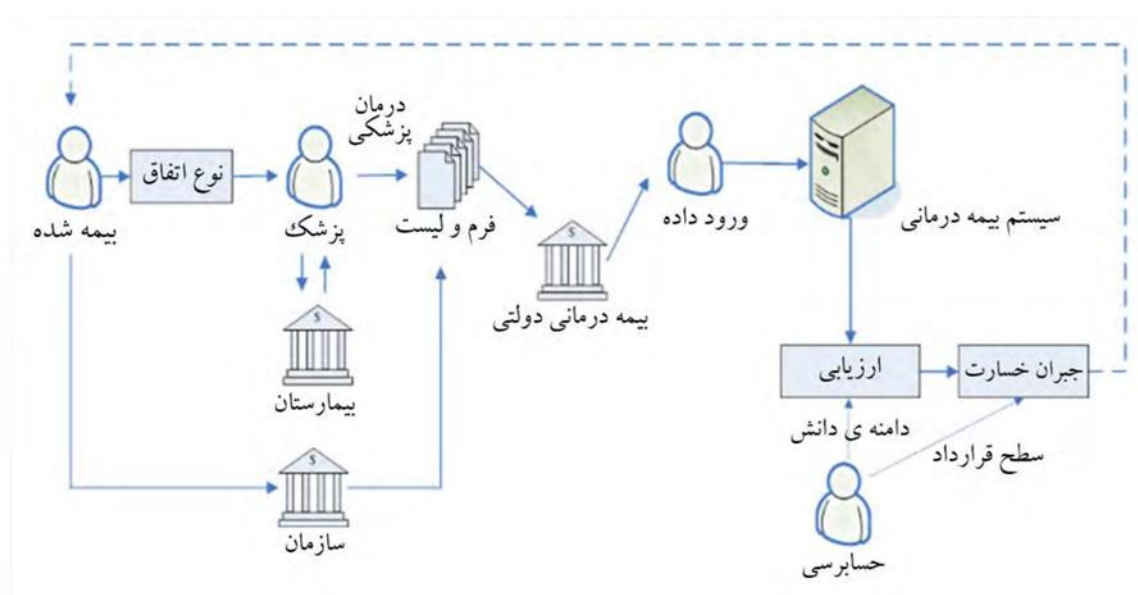 درمان
پزشکی
نوع اتفاق
بیمه شده
پزشک
فرم و لیست
ورود داده
سیستم بیمه درمانی
$
بیمه درمانی دولتی
$
بیمارستان
ارزیابی
جبران خسارت
دامنه ی دانش
سطح قرارداد
$
سازمان
حسابرسی